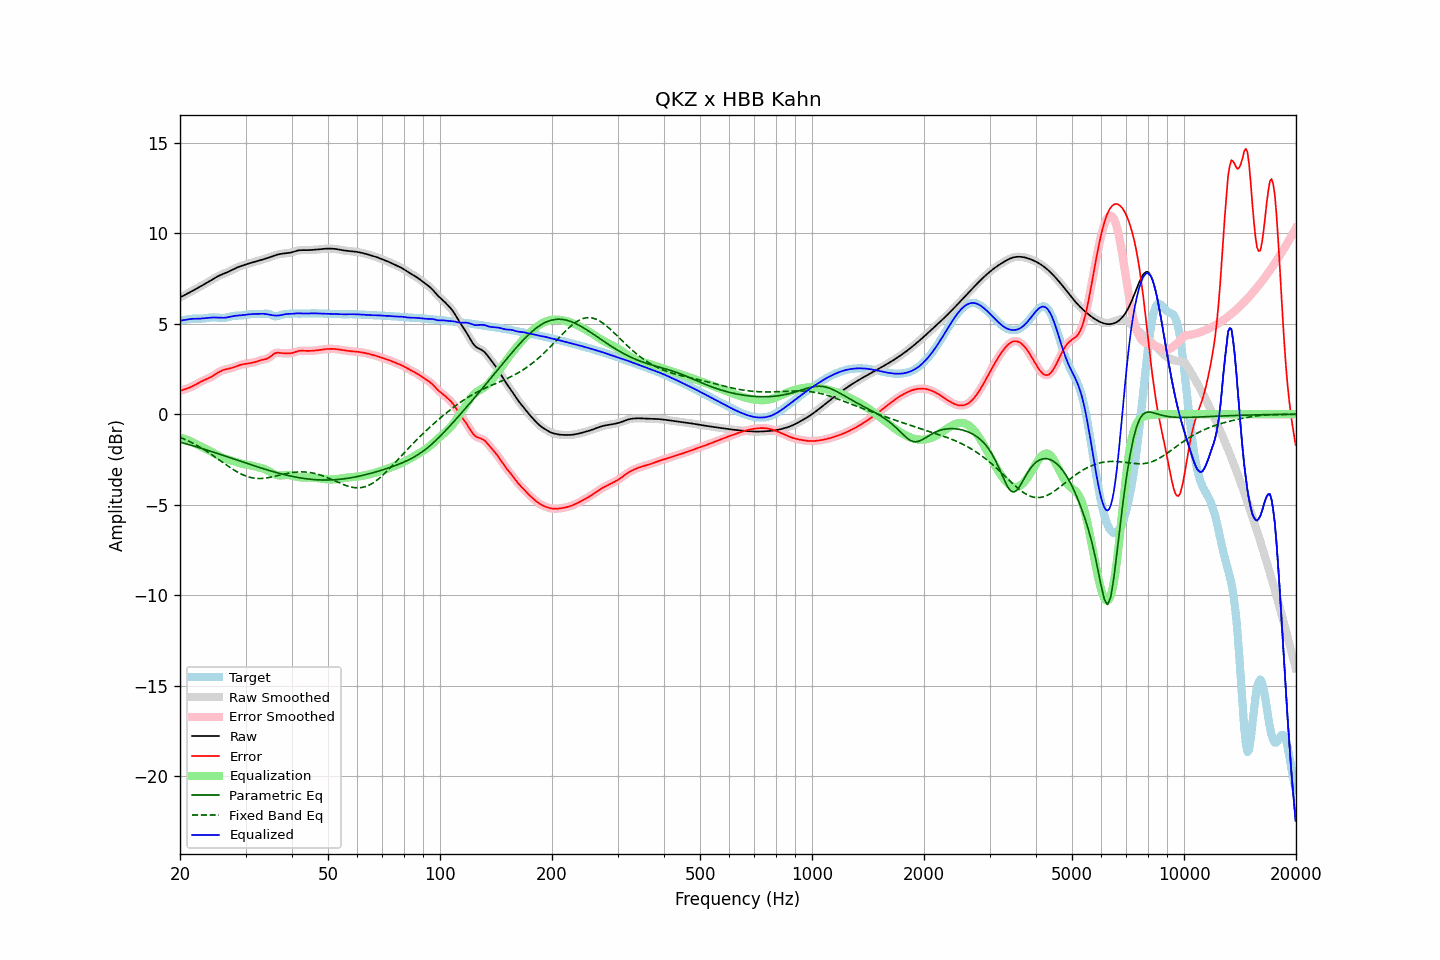 QKZ x HBB Kahn
Amplitude (dBr)
15
10
5
0
−5
−10
−15
−20
Target
Raw Smoothed
Error Smoothed
Raw
Error
Equalization
Parametric Eq
Fixed Band Eq
Equalized
20 50 100 200 500 1000 2000 5000 10000 20000
Frequency (Hz)